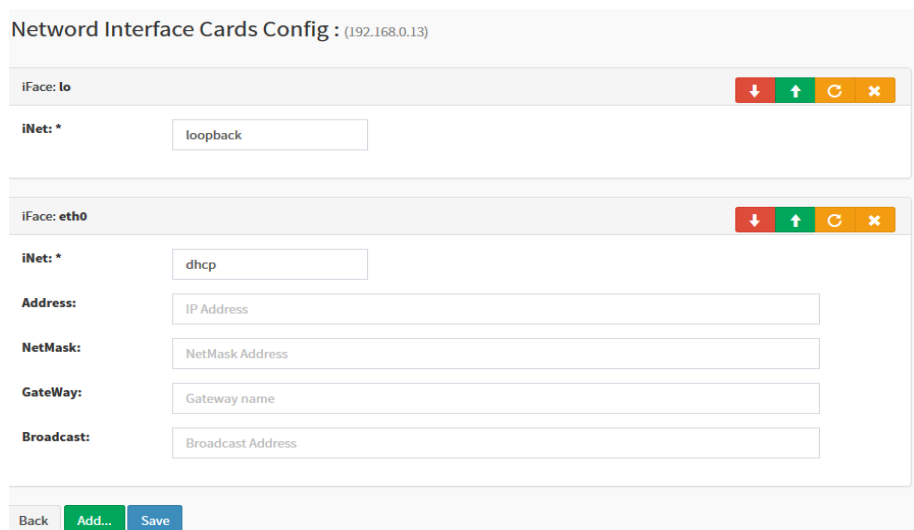 Netword Interface Cards Config : (192.168.0.13)
iFace: lo
iNet: *
loopback
iFace: eth0
iNet: *
dhcp
Address:
IP Address
NetMask:
NetMask Address
GateWay:
Gateway name
Broadcast:
Broadcast Address
Back Add... Save